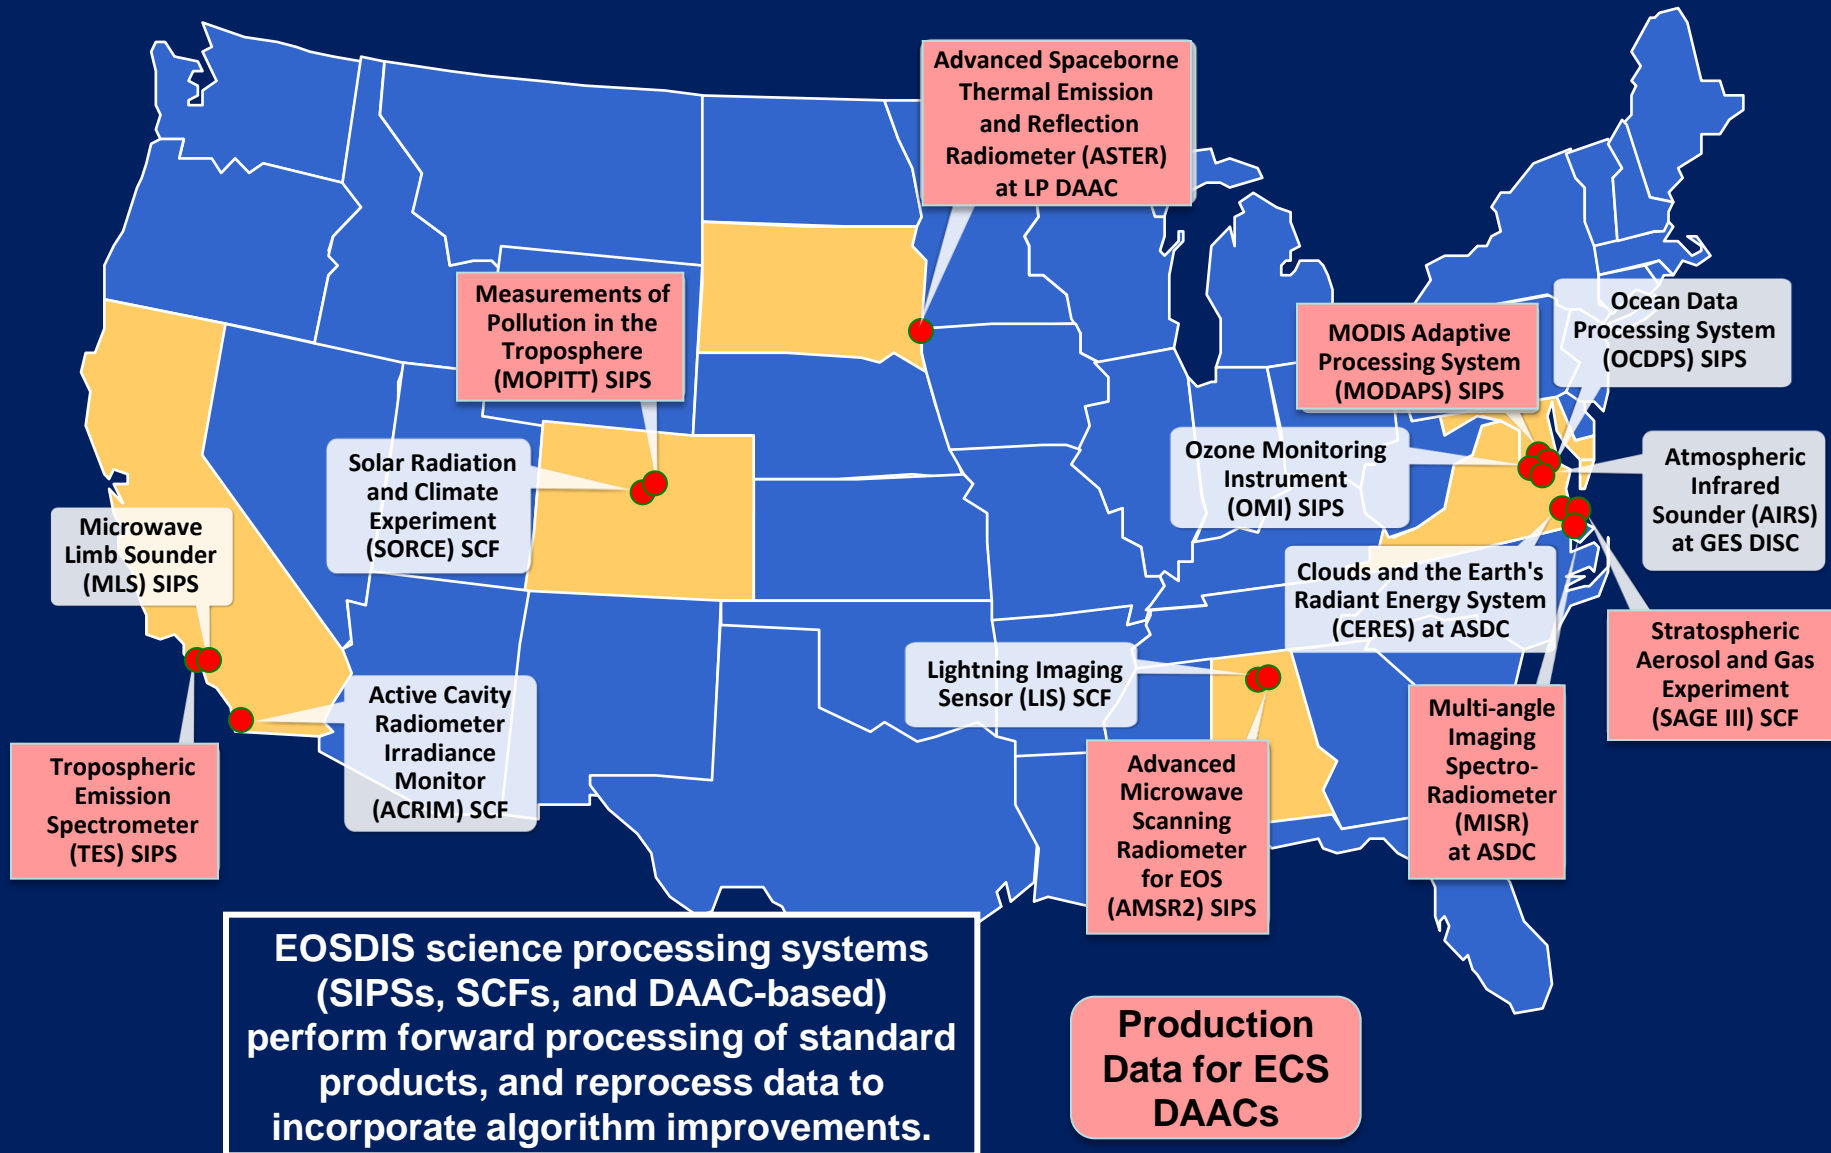 Advanced Spaceborne
Thermal Emission
and Reflection
Radiometer (ASTER)
at LP DAAC
Measurements of
Pollution in the
Troposphere
(MOPITT) SIPS
MODIS Adaptive
Processing System
(MODAPS) SIPS
Ocean Data
Processing System
(OCDPS) SIPS
Solar Radiation
and Climate
Experiment
(SORCE) SCF
Ozone Monitoring
Instrument
(OMI) SIPS
Atmospheric
Infrared
Sounder (AIRS)
at GES DISC
Microwave
Limb Sounder
(MLS) SIPS
Clouds and the Earth's
Radiant Energy System
(CERES) at ASDC
Stratospheric
Aerosol and Gas
Experiment
(SAGE III) SCF
Lightning Imaging
Sensor (LIS) SCF
Active Cavity
Radiometer
Irradiance
Monitor
(ACRIM) SCF
Multi-angle
Imaging
Spectro-
Radiometer
(MISR)
at ASDC
Tropospheric
Emission
Spectrometer
(TES) SIPS
Advanced
Microwave
Scanning
Radiometer
for EOS
(AMSR2) SIPS
EOSDIS science processing systems
(SIPSs, SCFs, and DAAC-based)
perform forward processing of standard
products, and reprocess data to
incorporate algorithm improvements.
Production
Data for ECS
DAACs